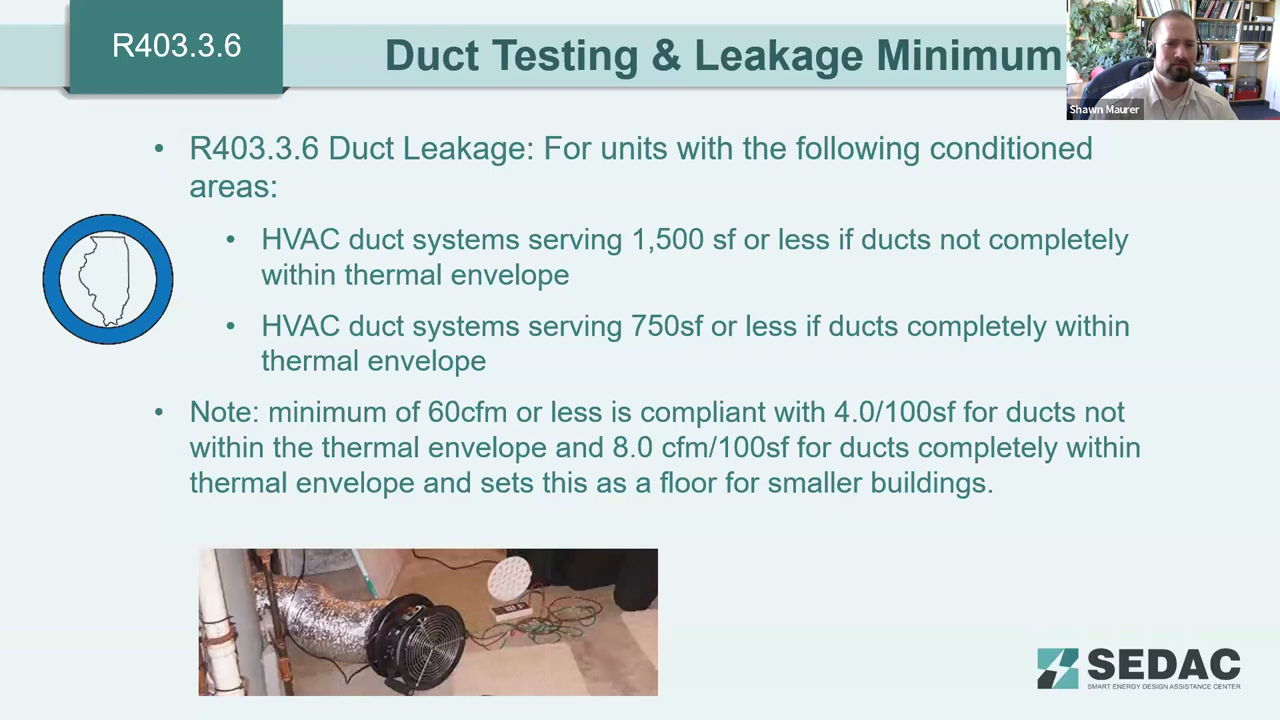 R403.3.6
Duct Testing & Leakage Minimum
Shawn Maurer
• R403.3.6 Duct Leakage: For units with the following conditioned
areas:
• HVAC duct systems serving 1,500 sf or less if ducts not completely
within thermal envelope
• HVAC duct systems serving 750sf or less if ducts completely within
thermal envelope
• Note: minimum of 60cfm or less is compliant with 4.0/100sf for ducts not
within the thermal envelope and 8.0 cfm/100sf for ducts completely within
thermal envelope and sets this as a floor for smaller buildings.
SEDAC
SMART ENERGY DESIGN ASSISTANCE CENTER